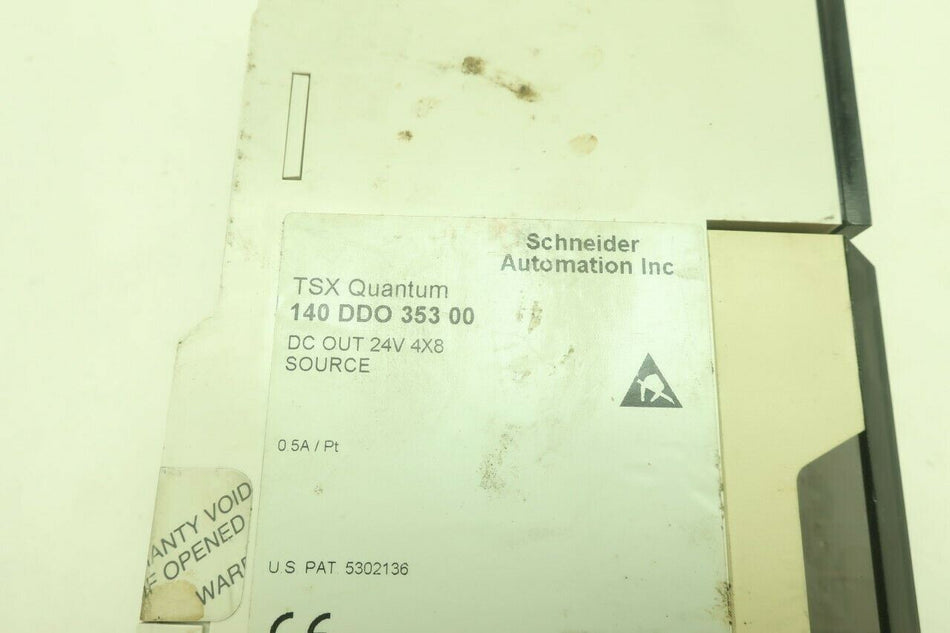 Schneider
Automation Inc
TSX Quantum
140 DDO 353 00
DC OUT 24V 4X8
SOURCE
0 5A / Pt
U S PAT 5302136
CE
ANTY VOID
IF OPENED
WARR